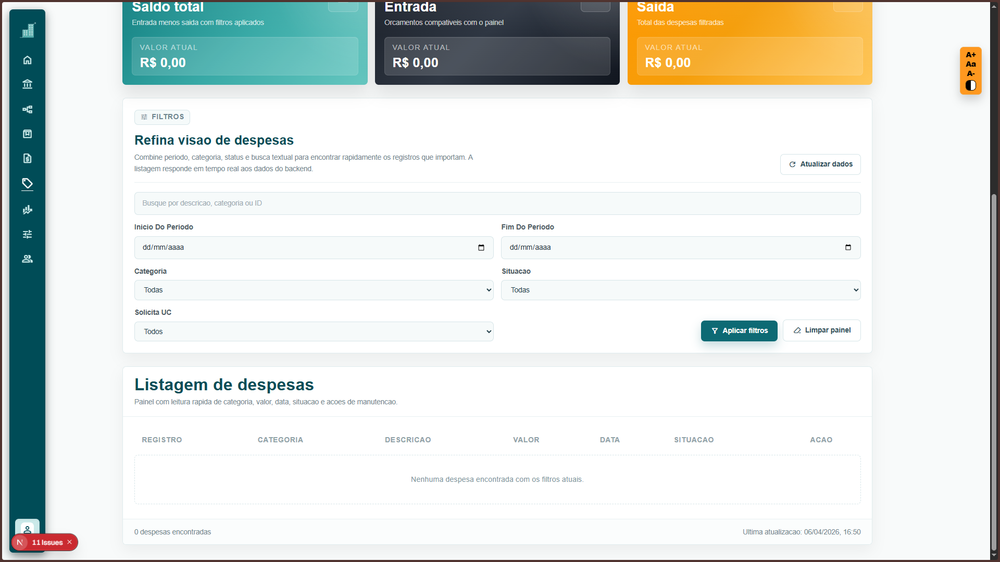 Saldo total
Entrada menos saida com filtros aplicados
VALOR ATUAL
R$ 0,00
Entrada
Orcamentos compativeis com o painel
VALOR ATUAL
R$ 0,00
Saida
Total das despesas filtradas
VALOR ATUAL
R$ 0,00
A+
Aa
A-
FILTROS
Refina visao de despesas
Combine periodo, categoria, status e busca textual para encontrar rapidamente os registros que importam. A
listagem responde em tempo real aos dados do backend.
Atualizar dados
Busque por descricao, categoria ou ID
Inicio Do Periodo
Fim Do Periodo
dd/mm/aaaa
dd/mm/aaaa
Categoria
Situacao
Todas
Todas
Solicita UC
Todos
Aplicar filtros
Limpar painel
Listagem de despesas
Painel com leitura rapida de categoria, valor, data, situacao e acoes de manutencao.
REGISTRO CATEGORIA DESCRICAO VALOR DATA SITUACAO ACAO
Nenhuma despesa encontrada com os filtros atuais.
0 despesas encontradas
Ultima atualizacao: 06/04/2026, 16:50
N 11 Issues ×